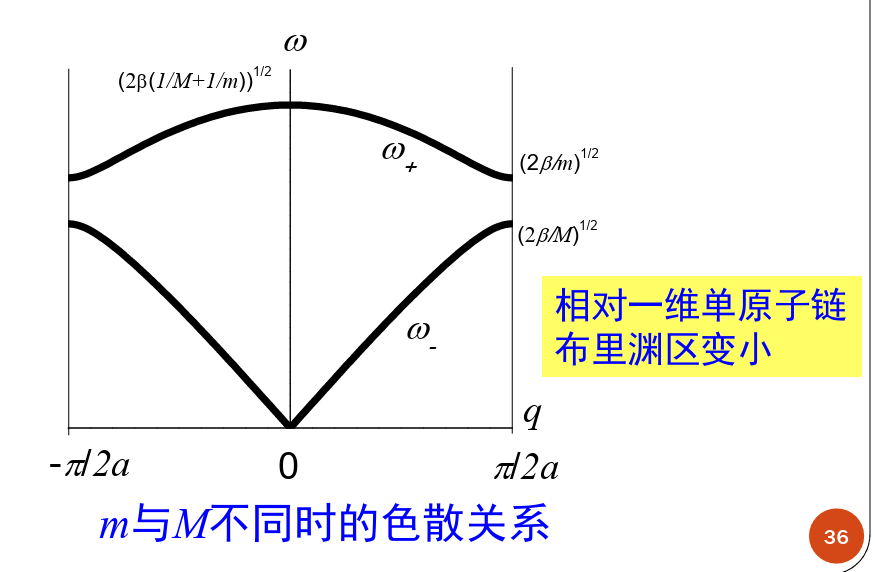 ω
(2β(1/M+1/m))1/2
ω+
(2β/m)1/2
(2β/M)1/2
相对一维单原子链
布里渊区变小
ω-
q
-π/2a
0
π/2a
m与M不同时的色散关系
36